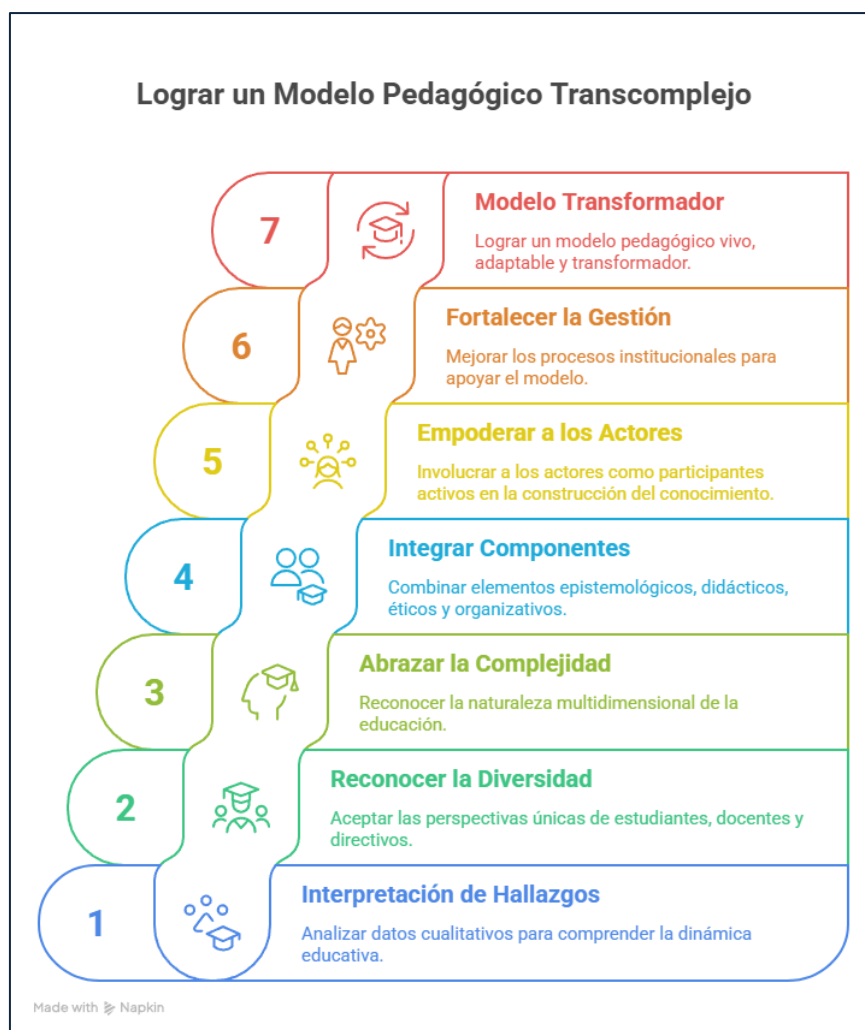 Lograr un Modelo Pedagógico Transcomplejo
7
Modelo Transformador
Lograr un modelo pedagógico vivo,
adaptable y transformador.
6
Fortalecer la Gestión
Mejorar los procesos institucionales para
apoyar el modelo.
5
Empoderar a los Actores
Involucrar a los actores como participantes
activos en la construcción del conocimiento.
4
Integrar Componentes
Combinar elementos epistemológicos, didácticos,
éticos y organizativos.
3
Abrazar la Complejidad
Reconocer la naturaleza multidimensional de la
educación.
2
Reconocer la Diversidad
Aceptar las perspectivas únicas de estudiantes, docentes y
directivos.
1
Interpretación de Hallazgos
Analizar datos cualitativos para comprender la dinámica
educativa.
Made with Napkin